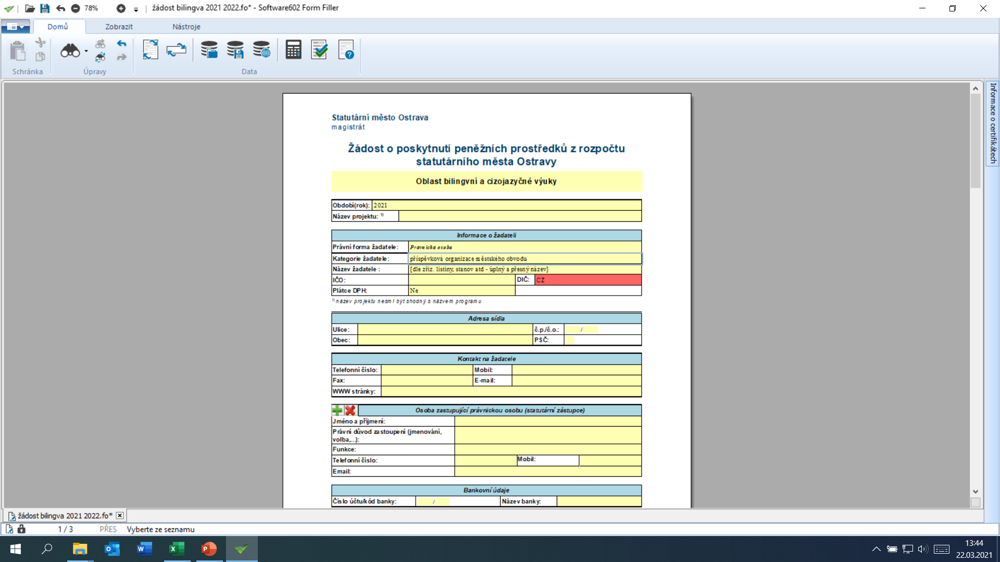 78%
žádost bilingva 2021 2022.fo* - Software602 Form Filler
Domů Zobrazit Nástroje
Schránka Úpravy Data
Informace o certifikátech
Statutární město Ostrava
magistrát
Žádost o poskytnutí peněžních prostředků z rozpočtu
statutárního města Ostravy
Oblast bilingvní a cizojazyčné výuky
Období(rok): 2021
Název projektu: 1)
Informace o žadateli
Právní forma žadatele: Právnická osoba
Kategorie žadatele: příspěvková organizace městského obvodu
Název žadatele : [dle zřiz. listiny, stanov atd - úplný a přesný název]
IČO: DIČ: CZ
Plátce DPH: Ne
1) název projektu nesmí být shodný s názvem programu
Adresa sídla
Ulice: č.p./č.o.: /
Obec: PSČ:
Kontakt na žadatele
Telefonní číslo: Mobil:
Fax: E-mail:
WWW stránky:
Osoba zastupující právnickou osobu (statutární zástupce)
Jméno a příjmení:
Právní důvod zastoupení (jmenování,
volba,...):
Funkce:
Telefonní číslo: Mobil:
Email:
Bankovní údaje
Číslo účtu/kód banky: / Název banky:
žádost bilingva 2021 2022.fo*
1 / 3 PŘES Vyberte ze seznamu
13:44
22.03.2021